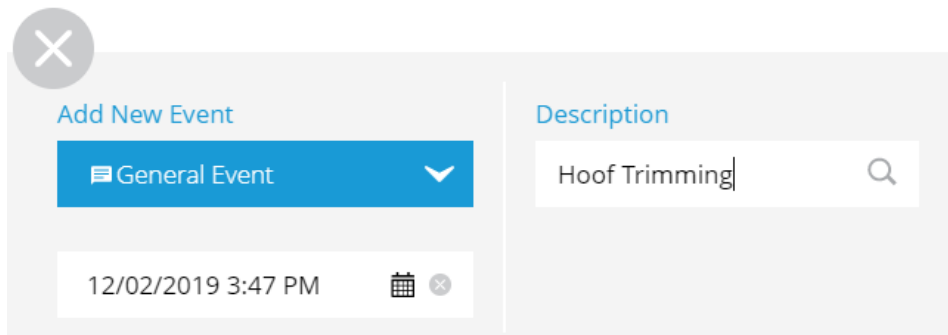 Add New Event
General Event
12/02/2019 3:47 PM
Description
Hoof Trimming